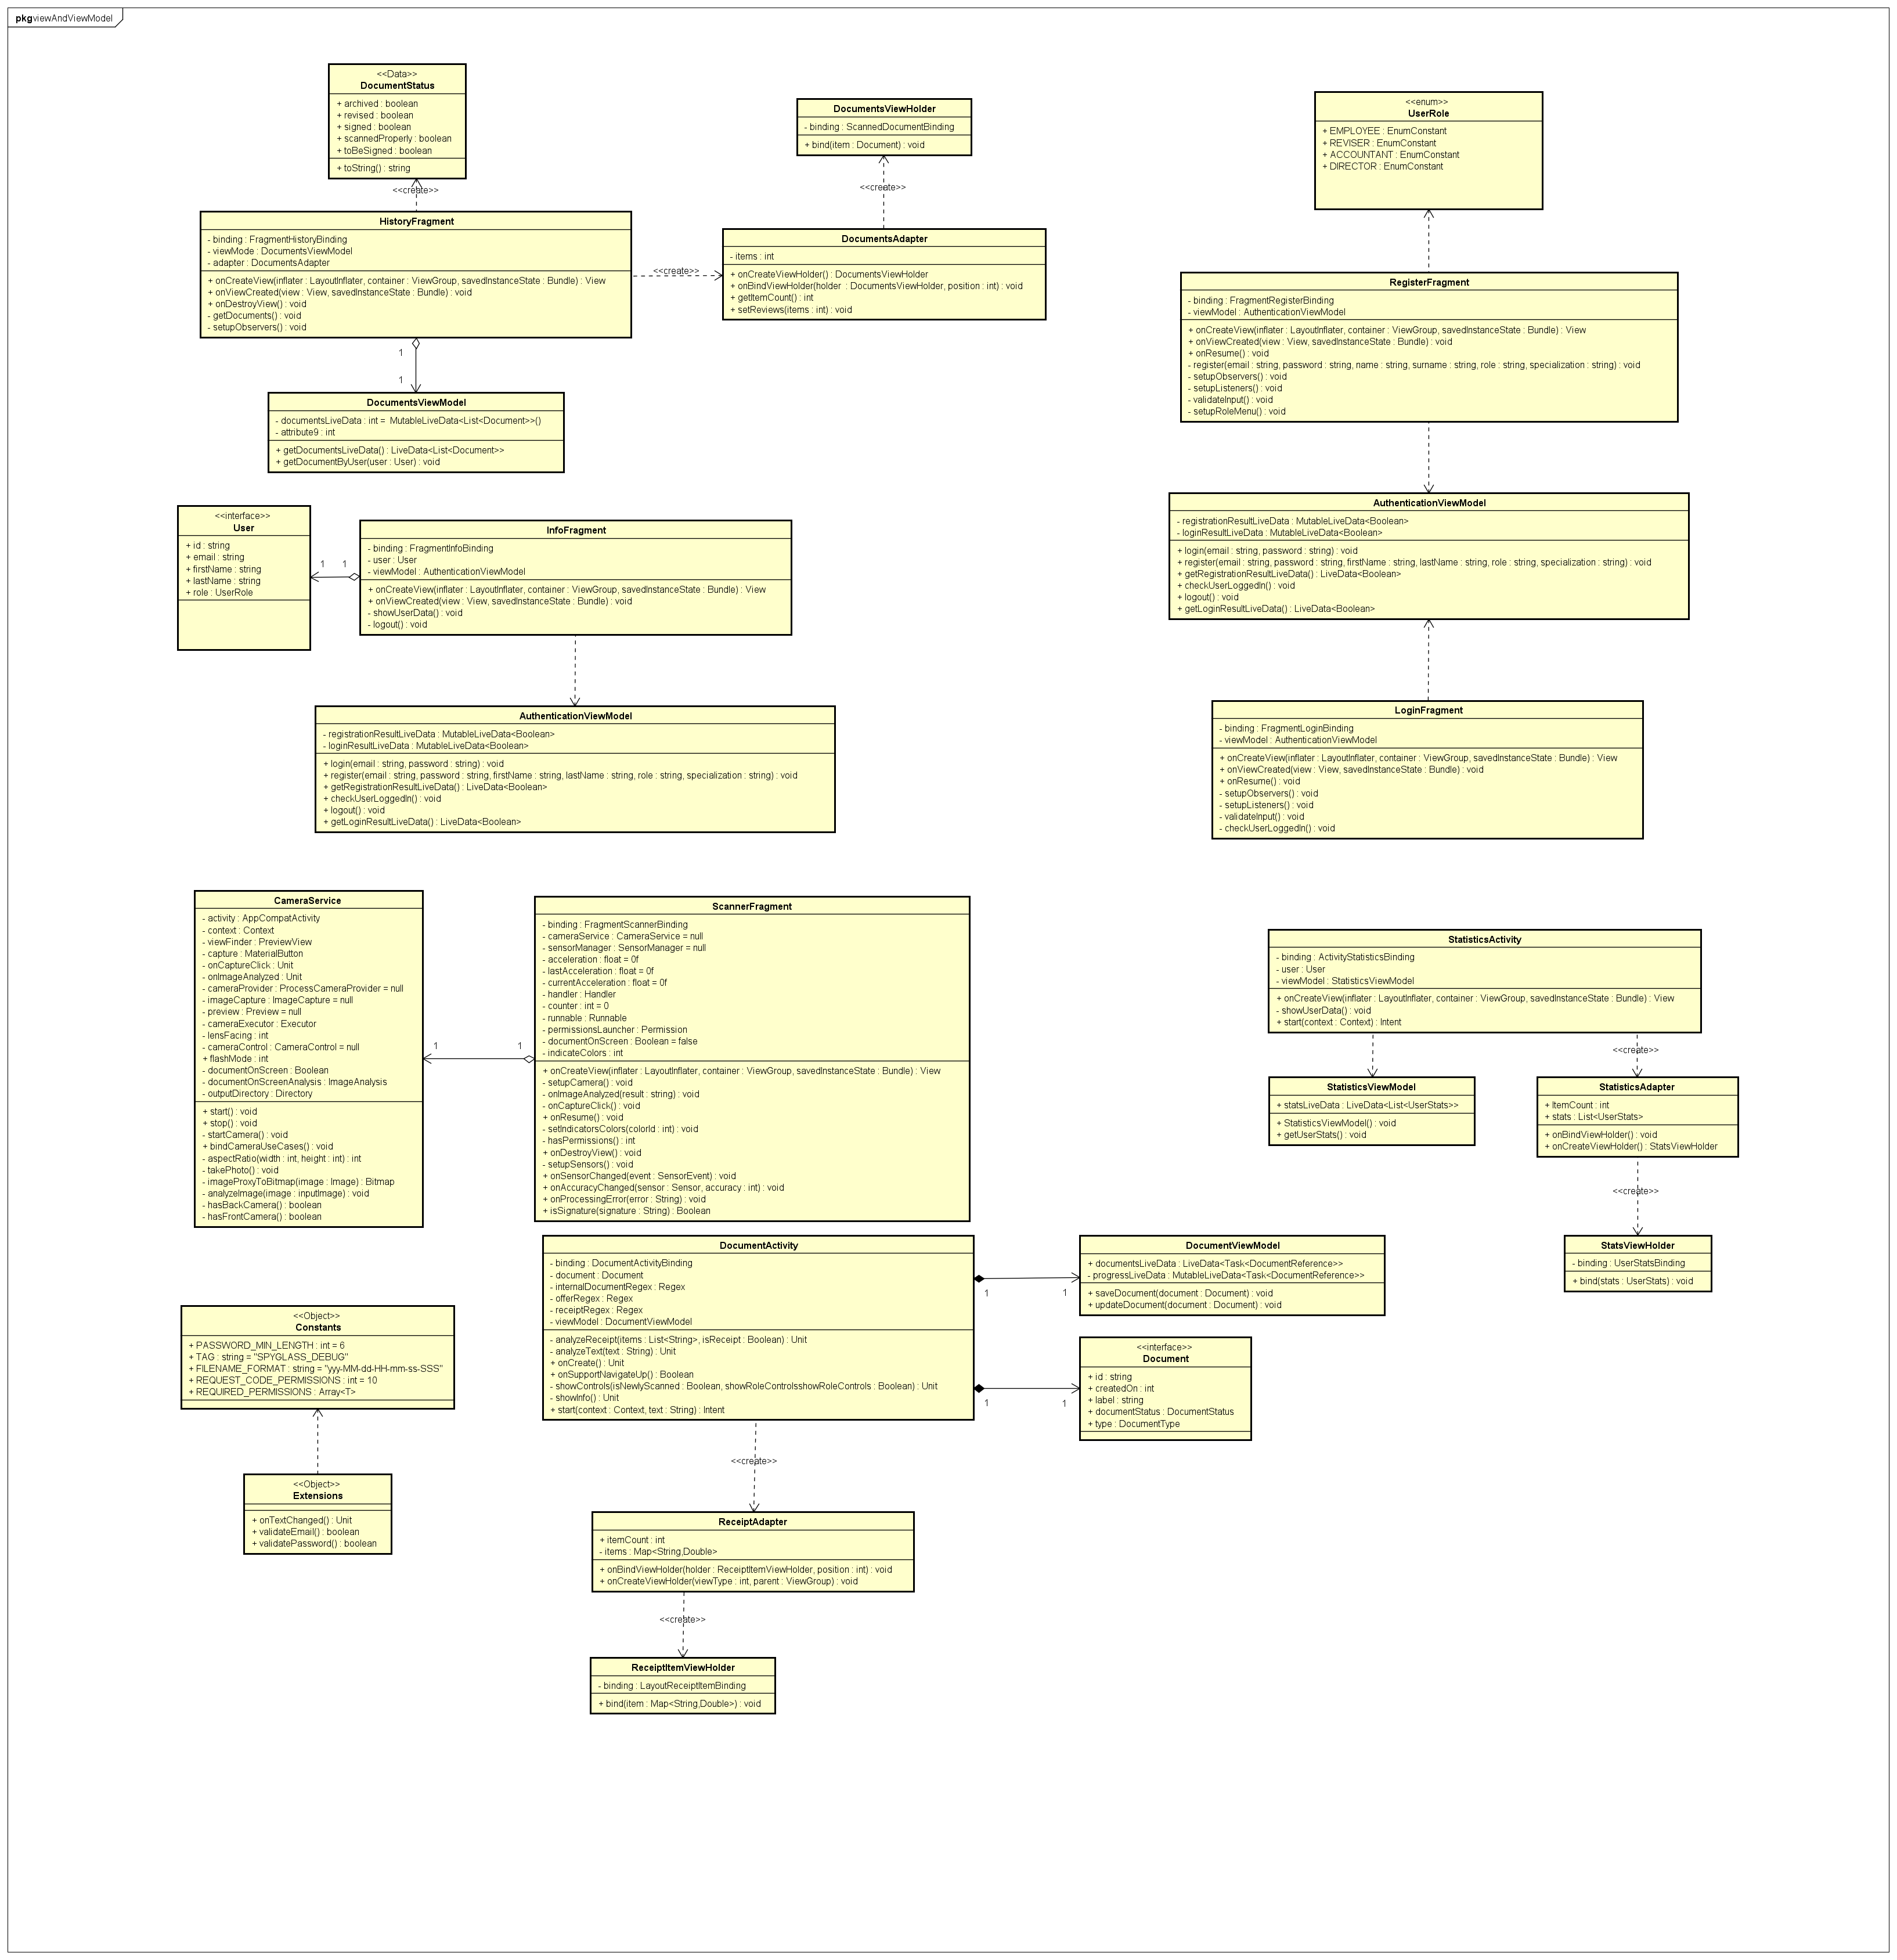 pkg viewAndViewModel
<<Data>>
DocumentStatus
+ archived : boolean
+ revised : boolean
+ signed : boolean
+ scannedProperly : boolean
+ toBeSigned : boolean
+ toString() : string
<<create>>
DocumentsViewHolder
- binding : ScannedDocumentBinding
+ bind(item : Document) : void
<<create>>
<<enum>>
UserRole
+ EMPLOYEE : EnumConstant
+ REVISER : EnumConstant
+ ACCOUNTANT : EnumConstant
+ DIRECTOR : EnumConstant
HistoryFragment
- binding : FragmentHistoryBinding
- viewMode : DocumentsViewModel
- adapter : DocumentsAdapter
+ onCreateView(inflater : LayoutInflater, container : ViewGroup, savedInstanceState : Bundle) : View
+ onViewCreated(view : View, savedInstanceState : Bundle) : void
+ onDestroyView() : void
- getDocuments() : void
- setupObservers() : void
<<create>>
DocumentsAdapter
- items : int
+ onCreateViewHolder() : DocumentsViewHolder
+ onBindViewHolder(holder : DocumentsViewHolder, position : int) : void
+ getItemCount() : int
+ setReviews(items : int) : void
RegisterFragment
- binding : FragmentRegisterBinding
- viewModel : AuthenticationViewModel
+ onCreateView(inflater : LayoutInflater, container : ViewGroup, savedInstanceState : Bundle) : View
+ onViewCreated(view : View, savedInstanceState : Bundle) : void
+ onResume() : void
- register(email : string, password : string, name : string, surname : string, role : string, specialization : string) : void
- setupObservers() : void
- setupListeners() : void
- validateInput() : void
- setupRoleMenu() : void
1
1
DocumentsViewModel
- documentsLiveData : int = MutableLiveData<List<Document>>()
- attribute9 : int
+ getDocumentsLiveData() : LiveData<List<Document>>
+ getDocumentByUser(user : User) : void
<<interface>>
User
+ id : string
+ email : string
+ firstName : string
+ lastName : string
+ role : UserRole
1
1
InfoFragment
- binding : FragmentInfoBinding
- user : User
- viewModel : AuthenticationViewModel
+ onCreateView(inflater : LayoutInflater, container : ViewGroup, savedInstanceState : Bundle) : View
+ onViewCreated(view : View, savedInstanceState : Bundle) : void
- showUserData() : void
- logout() : void
AuthenticationViewModel
- registrationResultLiveData : MutableLiveData<Boolean>
- loginResultLiveData : MutableLiveData<Boolean>
+ login(email : string, password : string) : void
+ register(email : string, password : string, firstName : string, lastName : string, role : string, specialization : string) : void
+ getRegistrationResultLiveData() : LiveData<Boolean>
+ checkUserLoggedIn() : void
+ logout() : void
+ getLoginResultLiveData() : LiveData<Boolean>
AuthenticationViewModel
- registrationResultLiveData : MutableLiveData<Boolean>
- loginResultLiveData : MutableLiveData<Boolean>
+ login(email : string, password : string) : void
+ register(email : string, password : string, firstName : string, lastName : string, role : string, specialization : string) : void
+ getRegistrationResultLiveData() : LiveData<Boolean>
+ checkUserLoggedIn() : void
+ logout() : void
+ getLoginResultLiveData() : LiveData<Boolean>
LoginFragment
- binding : FragmentLoginBinding
- viewModel : AuthenticationViewModel
+ onCreateView(inflater : LayoutInflater, container : ViewGroup, savedInstanceState : Bundle) : View
+ onViewCreated(view : View, savedInstanceState : Bundle) : void
+ onResume() : void
- setupObservers() : void
- setupListeners() : void
- validateInput() : void
- checkUserLoggedIn() : void
CameraService
- activity : AppCompatActivity
- context : Context
- viewFinder : PreviewView
- capture : MaterialButton
- onCaptureClick : Unit
- onImageAnalyzed : Unit
- cameraProvider : ProcessCameraProvider = null
- imageCapture : ImageCapture = null
- preview : Preview = null
- cameraExecutor : Executor
- lensFacing : int
- cameraControl : CameraControl = null
+ flashMode : int
- documentOnScreen : Boolean
- documentOnScreenAnalysis : ImageAnalysis
- outputDirectory : Directory
+ start() : void
+ stop() : void
- startCamera() : void
+ bindCameraUseCases() : void
- aspectRatio(width : int, height : int) : int
- takePhoto() : void
- imageProxyToBitmap(image : Image) : Bitmap
- analyzeImage(image : inputImage) : void
- hasBackCamera() : boolean
- hasFrontCamera() : boolean
1
1
ScannerFragment
- binding : FragmentScannerBinding
- cameraService : CameraService = null
- sensorManager : SensorManager = null
- acceleration : float = 0f
- lastAcceleration : float = 0f
- currentAcceleration : float = 0f
- handler : Handler
- counter : int = 0
- runnable : Runnable
- permissionsLauncher : Permission
- documentOnScreen : Boolean = false
- indicateColors : int
+ onCreateView(inflater : LayoutInflater, container : ViewGroup, savedInstanceState : Bundle) : View
- setupCamera() : void
- onImageAnalyzed(result : string) : void
- onCaptureClick() : void
+ onResume() : void
- setIndicatorsColors(colorId : int) : void
- hasPermissions() : int
+ onDestroyView() : void
- setupSensors() : void
+ onSensorChanged(event : SensorEvent) : void
+ onAccuracyChanged(sensor : Sensor, accuracy : int) : void
+ onProcessingError(error : String) : void
+ isSignature(signature : String) : Boolean
StatisticsActivity
- binding : ActivityStatisticsBinding
- user : User
- viewModel : StatisticsViewModel
+ onCreateView(inflater : LayoutInflater, container : ViewGroup, savedInstanceState : Bundle) : View
- showUserData() : void
+ start(context : Context) : Intent
<<create>>
StatisticsViewModel
+ statsLiveData : LiveData<List<UserStats>>
+ StatisticsViewModel() : void
+ getUserStats() : void
StatisticsAdapter
+ ItemCount : int
+ stats : List<UserStats>
+ onBindViewHolder() : void
+ onCreateViewHolder() : StatsViewHolder
<<create>>
StatsViewHolder
- binding : UserStatsBinding
+ bind(stats : UserStats) : void
DocumentActivity
- binding : DocumentActivityBinding
- document : Document
- internalDocumentRegex : Regex
- offerRegex : Regex
- receiptRegex : Regex
- viewModel : DocumentViewModel
- analyzeReceipt(items : List<String>, isReceipt : Boolean) : Unit
- analyzeText(text : String) : Unit
+ onCreate() : Unit
+ onSupportNavigateUp() : Boolean
- showControls(isNewlyScanned : Boolean, showRoleControlsshowRoleControls : Boolean) : Unit
- showInfo() : Unit
+ start(context : Context, text : String) : Intent
1
1
DocumentViewModel
+ documentsLiveData : LiveData<Task<DocumentReference>>
- progressLiveData : MutableLiveData<Task<DocumentReference>>
+ saveDocument(document : Document) : void
+ updateDocument(document : Document) : void
1
1
<<interface>>
Document
+ id : string
+ createdOn : int
+ label : string
+ documentStatus : DocumentStatus
+ type : DocumentType
<<Object>>
Constants
+ PASSWORD_MIN_LENGTH : int = 6
+ TAG : string = "SPYGLASS_DEBUG"
+ FILENAME_FORMAT : string = "yyy-MM-dd-HH-mm-ss-SSS"
+ REQUEST_CODE_PERMISSIONS : int = 10
+ REQUIRED_PERMISSIONS : Array<T>
<<Object>>
Extensions
+ onTextChanged() : Unit
+ validateEmail() : boolean
+ validatePassword() : boolean
<<create>>
ReceiptAdapter
+ itemCount : int
- items : Map<String,Double>
+ onBindViewHolder(holder : ReceiptItemViewHolder, position : int) : void
+ onCreateViewHolder(viewType : int, parent : ViewGroup) : void
<<create>>
ReceiptItemViewHolder
- binding : LayoutReceiptItemBinding
+ bind(item : Map<String,Double>) : void